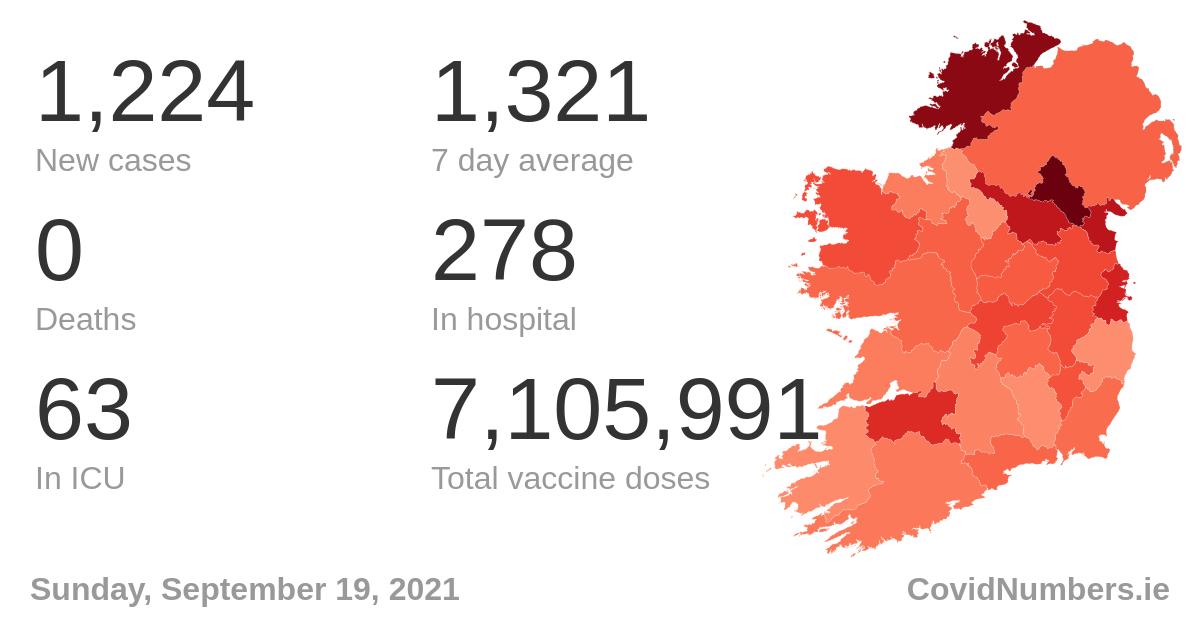 1,224
New cases
1,321
7 day average
0
Deaths
278
In hospital
63
In ICU
7,105,991
Total vaccine doses
Sunday, September 19, 2021
CovidNumbers.ie